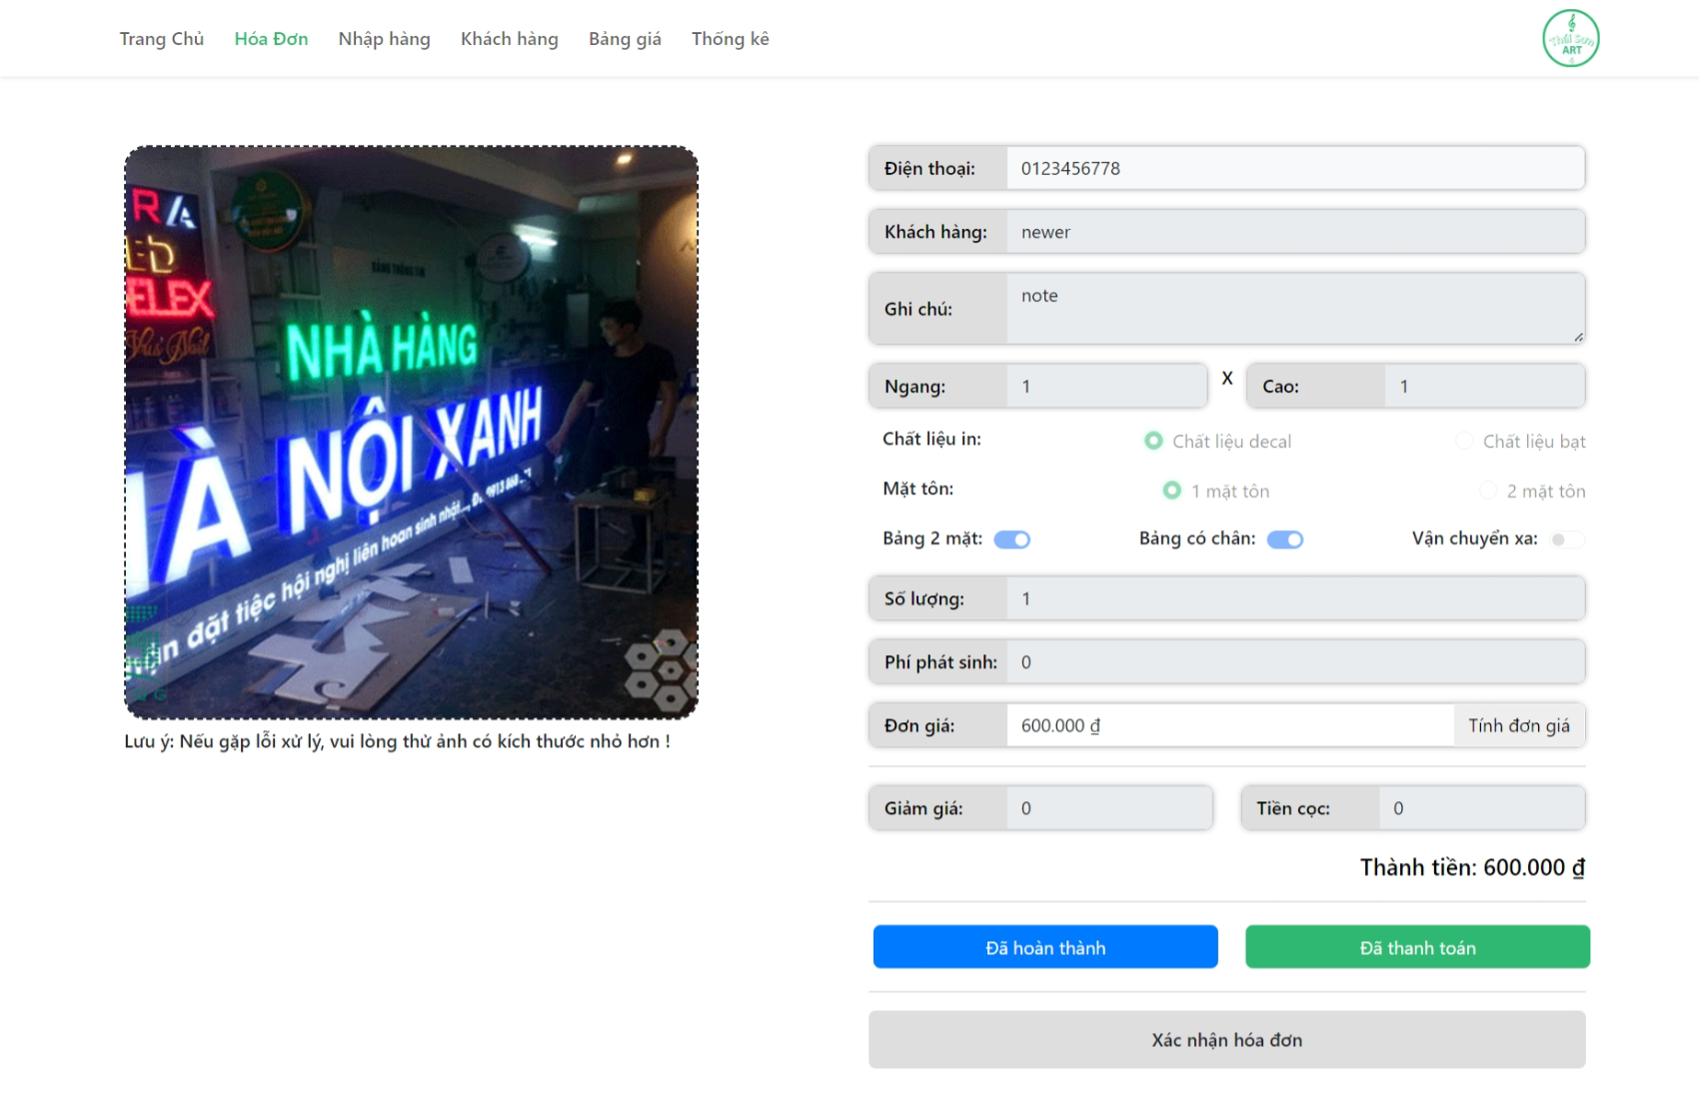 Trang Chủ Hóa Đơn Nhập hàng Khách hàng Bảng giá Thống kê
Thái Sơn
ART
R A
ED
ELEX
Vus' Nail
NHÀ HÀNG
HÀ NỘI XANH
đặt tiệc hội nghị liên hoan sinh nhật...,
Lưu ý: Nếu gặp lỗi xử lý, vui lòng thử ảnh có kích thước nhỏ hơn !
Điện thoại: 0123456778
Khách hàng: newer
Ghi chú: note
Ngang: 1 X Cao: 1
Chất liệu in: Chất liệu decal Chất liệu bạt
Mặt tôn: 1 mặt tôn 2 mặt tôn
Bảng 2 mặt: Bảng có chân: Vận chuyển xa:
Số lượng: 1
Phí phát sinh: 0
Đơn giá: 600.000 ₫ Tính đơn giá
Giảm giá: 0 Tiền cọc: 0
Thành tiền: 600.000 ₫
Đã hoàn thành Đã thanh toán
Xác nhận hóa đơn